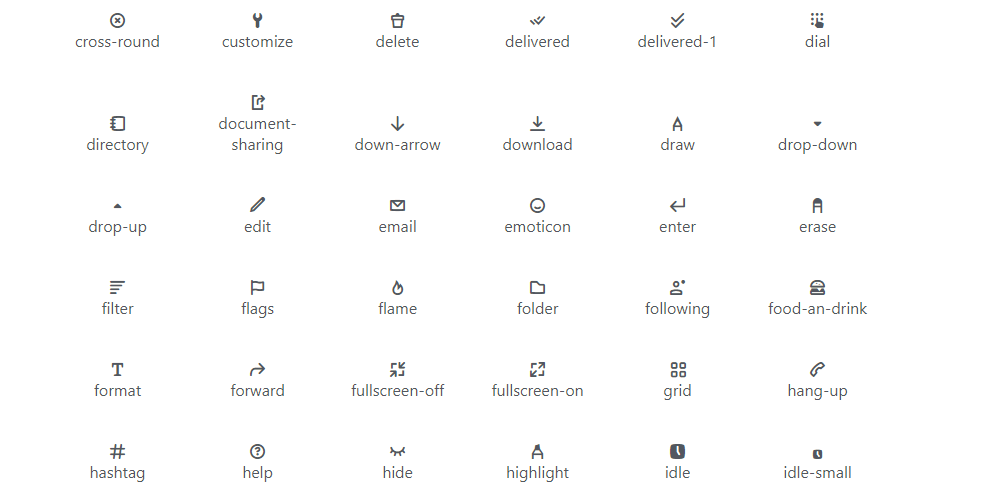 cross-round
customize
delete
delivered
delivered-1
dial
directory
document-
sharing
down-arrow
download
draw
drop-down
drop-up
edit
email
emoticon
enter
erase
filter
flags
flame
folder
following
food-an-drink
format
forward
fullscreen-off
fullscreen-on
grid
hang-up
hashtag
help
hide
highlight
idle
idle-small